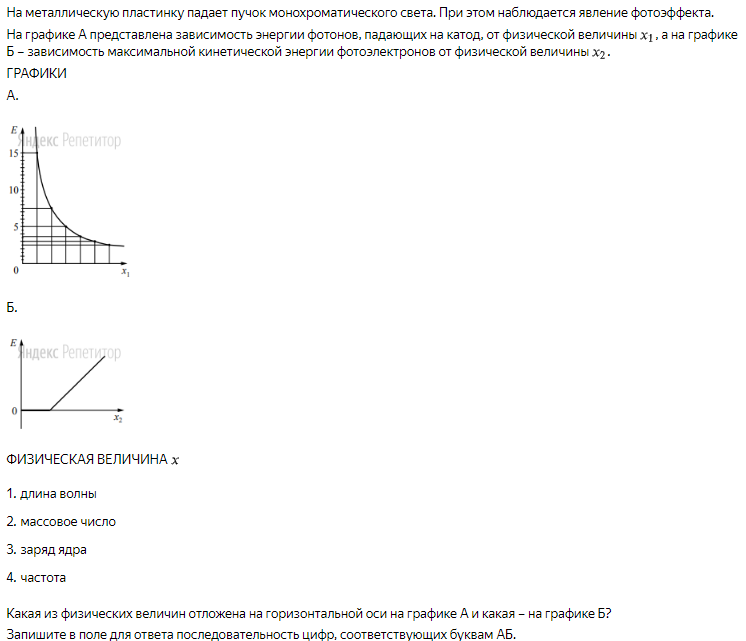 На металлическую пластинку падает пучок монохроматического света. При этом наблюдается явление фотоэффекта.
На графике А представлена зависимость энергии фотонов, падающих на катод, от физической величины x₁, а на графике
Б – зависимость максимальной кинетической энергии фотоэлектронов от физической величины x₂.
ГРАФИКИ
А.
E
Яндекс Репетитор
15
10
5
0
x₁
Б.
E
Яндекс Репетитор
0
x₂
ФИЗИЧЕСКАЯ ВЕЛИЧИНА x
1. длина волны
2. массовое число
3. заряд ядра
4. частота
Какая из физических величин отложена на горизонтальной оси на графике А и какая – на графике Б?
Запишите в поле для ответа последовательность цифр, соответствующих буквам АБ.